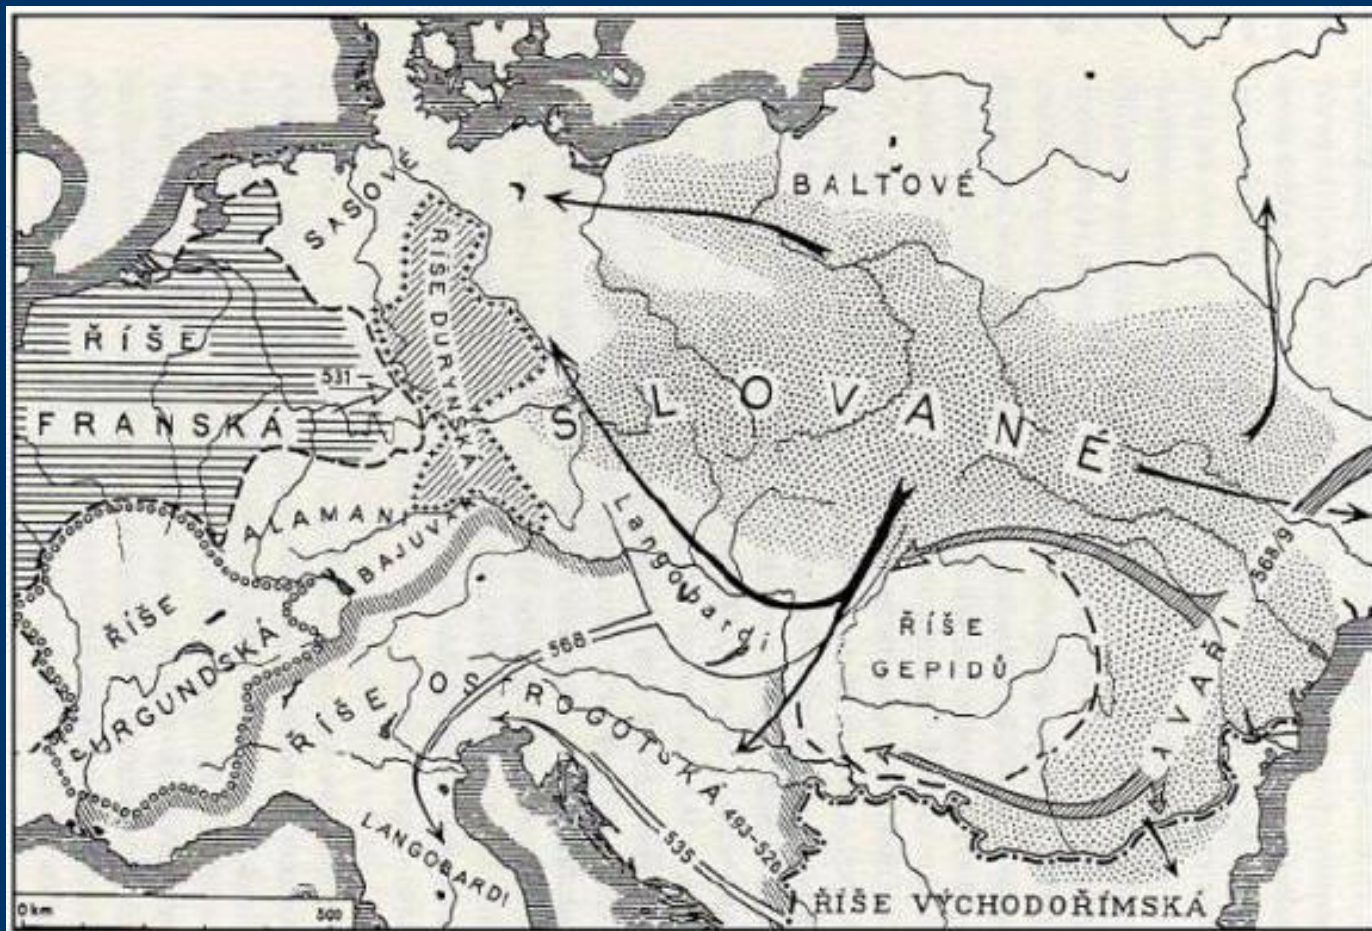 BALTOVÉ
SASOVÉ
ŘÍŠE DURYNSKÁ
ŘÍŠE
FRANSKÁ
531
SLOVANÉ
ALAMANI
BAJUVAŘI
Langobardi
568/9
ŘÍŠE
BURGUNDSKÁ
ŘÍŠE
GEPIDŮ
AVAŘI
568
ŘÍŠE OSTROGÓTSKÁ 493-526
535
LANGOBARDI
0 km
500
ŘÍŠE VÝCHODOŘÍMSKÁ